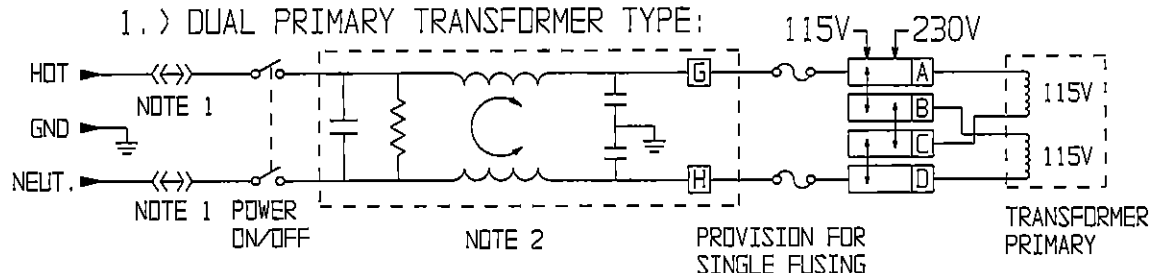 1.) DUAL PRIMARY TRANSFORMER TYPE:
115V 230V
HOT
NOTE 1
GND
NEUT.
NOTE 1
POWER
ON/OFF
NOTE 2
G
H
PROVISION FOR
SINGLE FUSING
A
B
C
D
115V
115V
TRANSFORMER
PRIMARY